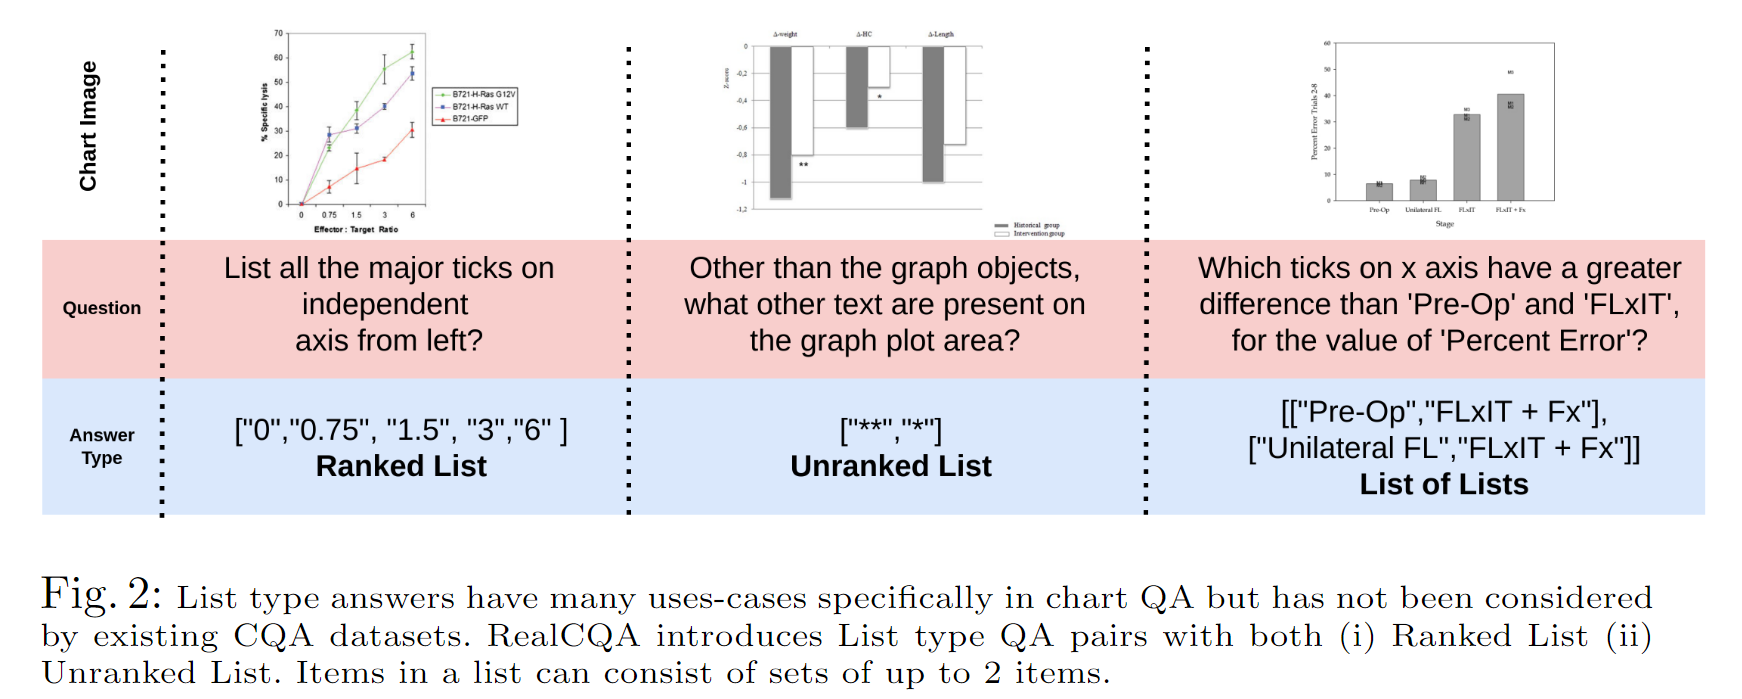 Chart Image
70
60
50
40
30
20
10
0
% Specific lysis
0 0.75 1.5 3 6
Effector : Target Ratio
B721-H-Ras G12V
B721-H-Ras WT
B721-GFP
Δ-weight Δ-HC Δ-Length
0
-0,2
-0,4
-0,6
-0,8
-1
-1,2
Z-score
*
**
Historical group
Intervention group
60
50
40
30
20
10
0
Percent Error Trials 2-8
Pre-Op Unilateral FL FLxIT FLxIT + Fx
Stage
Question
List all the major ticks on
independent
axis from left?
Other than the graph objects,
what other text are present on
the graph plot area?
Which ticks on x axis have a greater
difference than 'Pre-Op' and 'FLxIT',
for the value of 'Percent Error'?
Answer
Type
["0","0.75", "1.5", "3","6" ]
Ranked List
["**","*"]
Unranked List
[["Pre-Op","FLxIT + Fx"],
["Unilateral FL","FLxIT + Fx"]]
List of Lists
Fig. 2: List type answers have many uses-cases specifically in chart QA but has not been considered
by existing CQA datasets. RealCQA introduces List type QA pairs with both (i) Ranked List (ii)
Unranked List. Items in a list can consist of sets of up to 2 items.